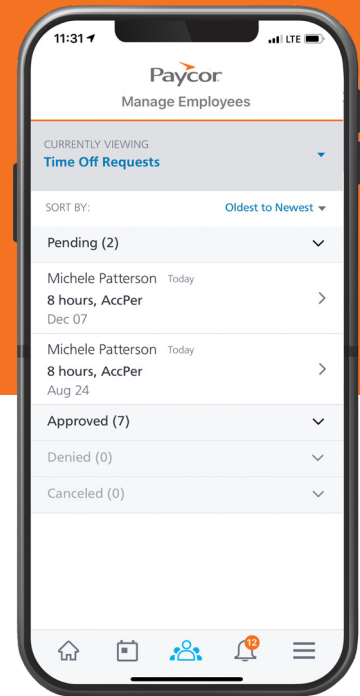 11:31
LTE
Paycor
Manage Employees
CURRENTLY VIEWING
Time Off Requests
SORT BY: Oldest to Newest
Pending (2)
Michele Patterson Today
8 hours, AccPer
Dec 07
Michele Patterson Today
8 hours, AccPer
Aug 24
Approved (7)
Denied (0)
Canceled (0)
12